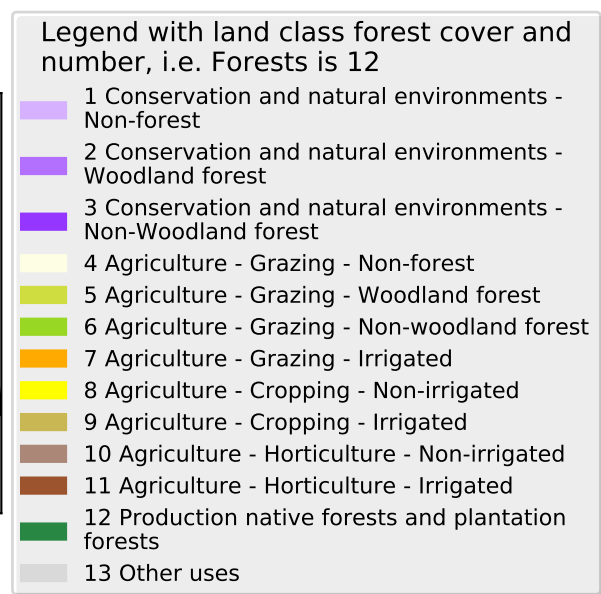 Legend with land class forest cover and
number, i.e. Forests is 12
1 Conservation and natural environments -
Non-forest
2 Conservation and natural environments -
Woodland forest
3 Conservation and natural environments -
Non-Woodland forest
4 Agriculture - Grazing - Non-forest
5 Agriculture - Grazing - Woodland forest
6 Agriculture - Grazing - Non-woodland forest
7 Agriculture - Grazing - Irrigated
8 Agriculture - Cropping - Non-irrigated
9 Agriculture - Cropping - Irrigated
10 Agriculture - Horticulture - Non-irrigated
11 Agriculture - Horticulture - Irrigated
12 Production native forests and plantation
forests
13 Other uses